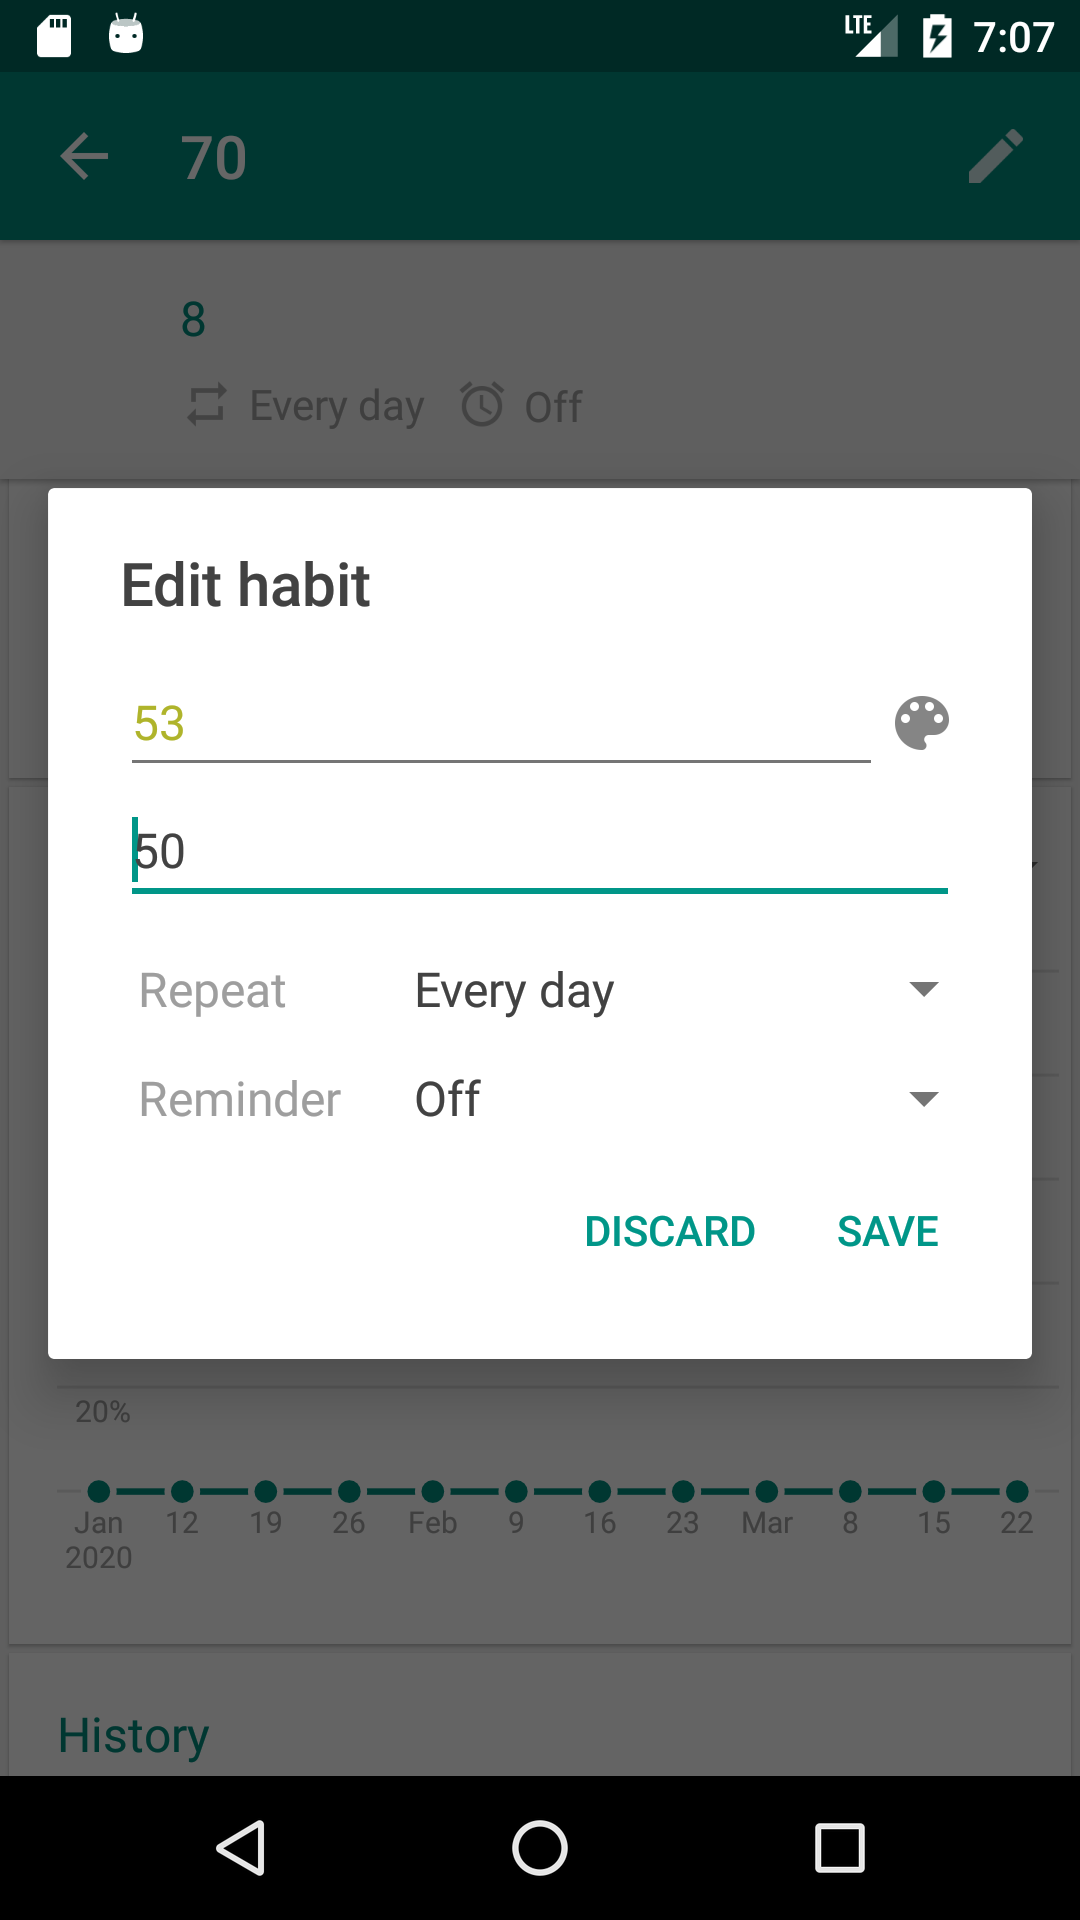 LTE 7:07
70
8
Every day Off
Edit habit
53
50
Repeat Every day
Reminder Off
DISCARD SAVE
20%
Jan 12 19 26 Feb 9 16 23 Mar 8 15 22
2020
History